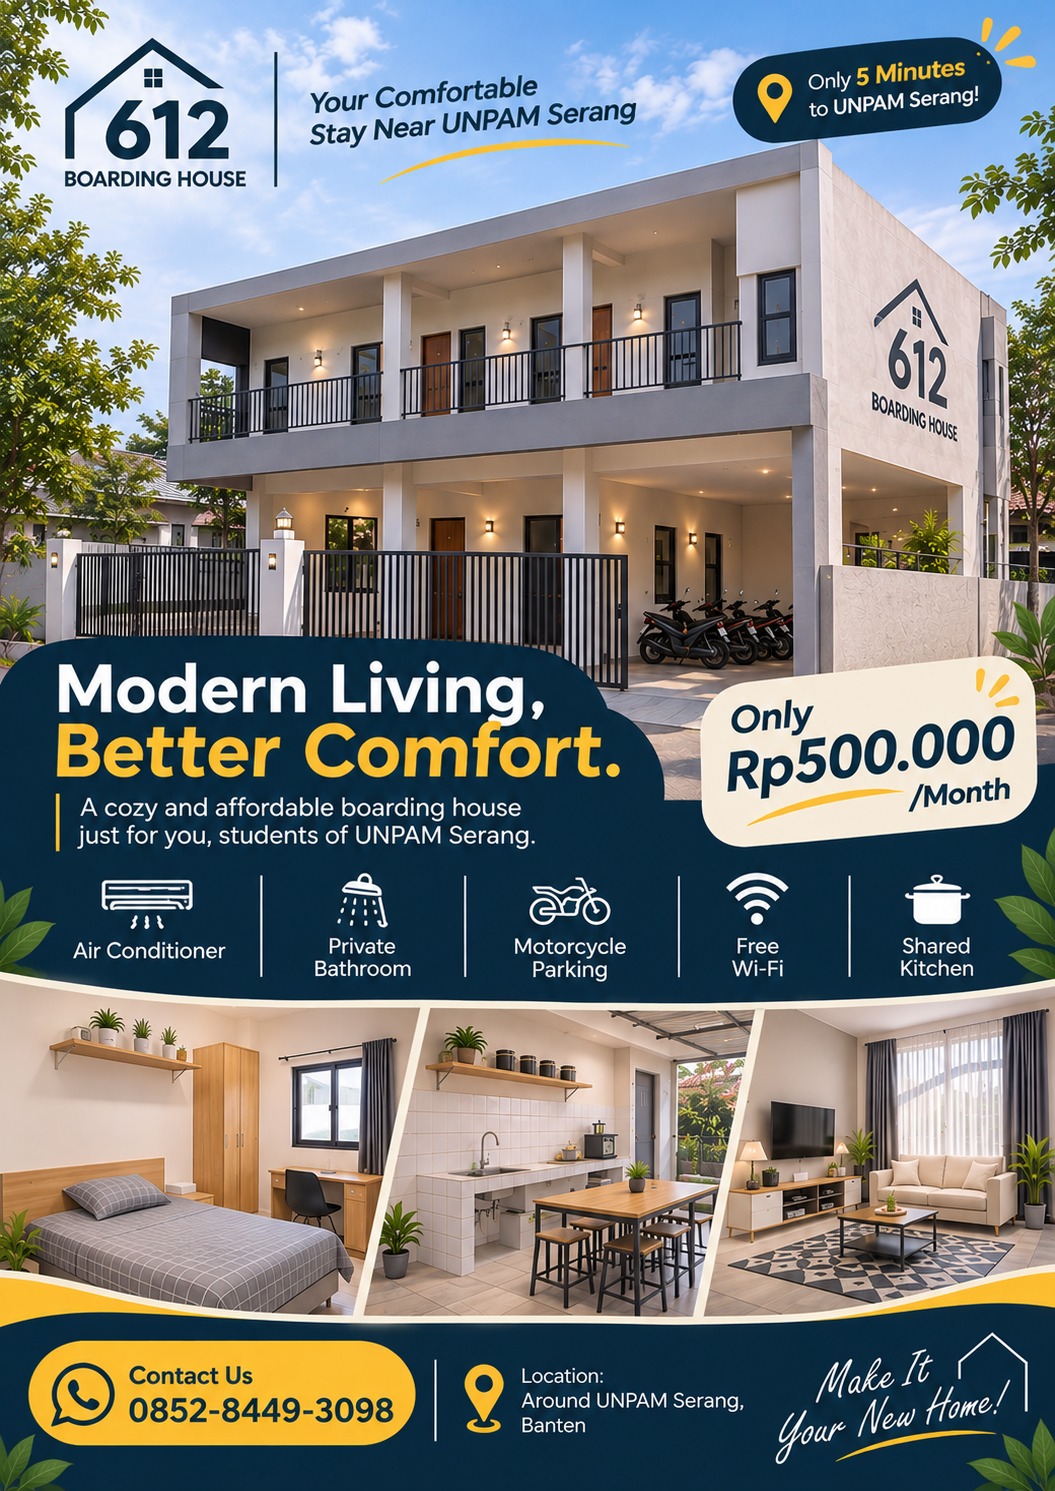 612
BOARDING HOUSE
Your Comfortable
Stay Near UNPAM Serang
Only 5 Minutes
to UNPAM Serang!
612
BOARDING HOUSE
Modern Living,
Better Comfort.
A cozy and affordable boarding house
just for you, students of UNPAM Serang.
Only
Rp500.000
/Month
Air Conditioner
Private
Bathroom
Motorcycle
Parking
Free
Wi-Fi
Shared
Kitchen
Contact Us
0852-8449-3098
Location:
Around UNPAM Serang,
Banten
Make It
Your New Home!